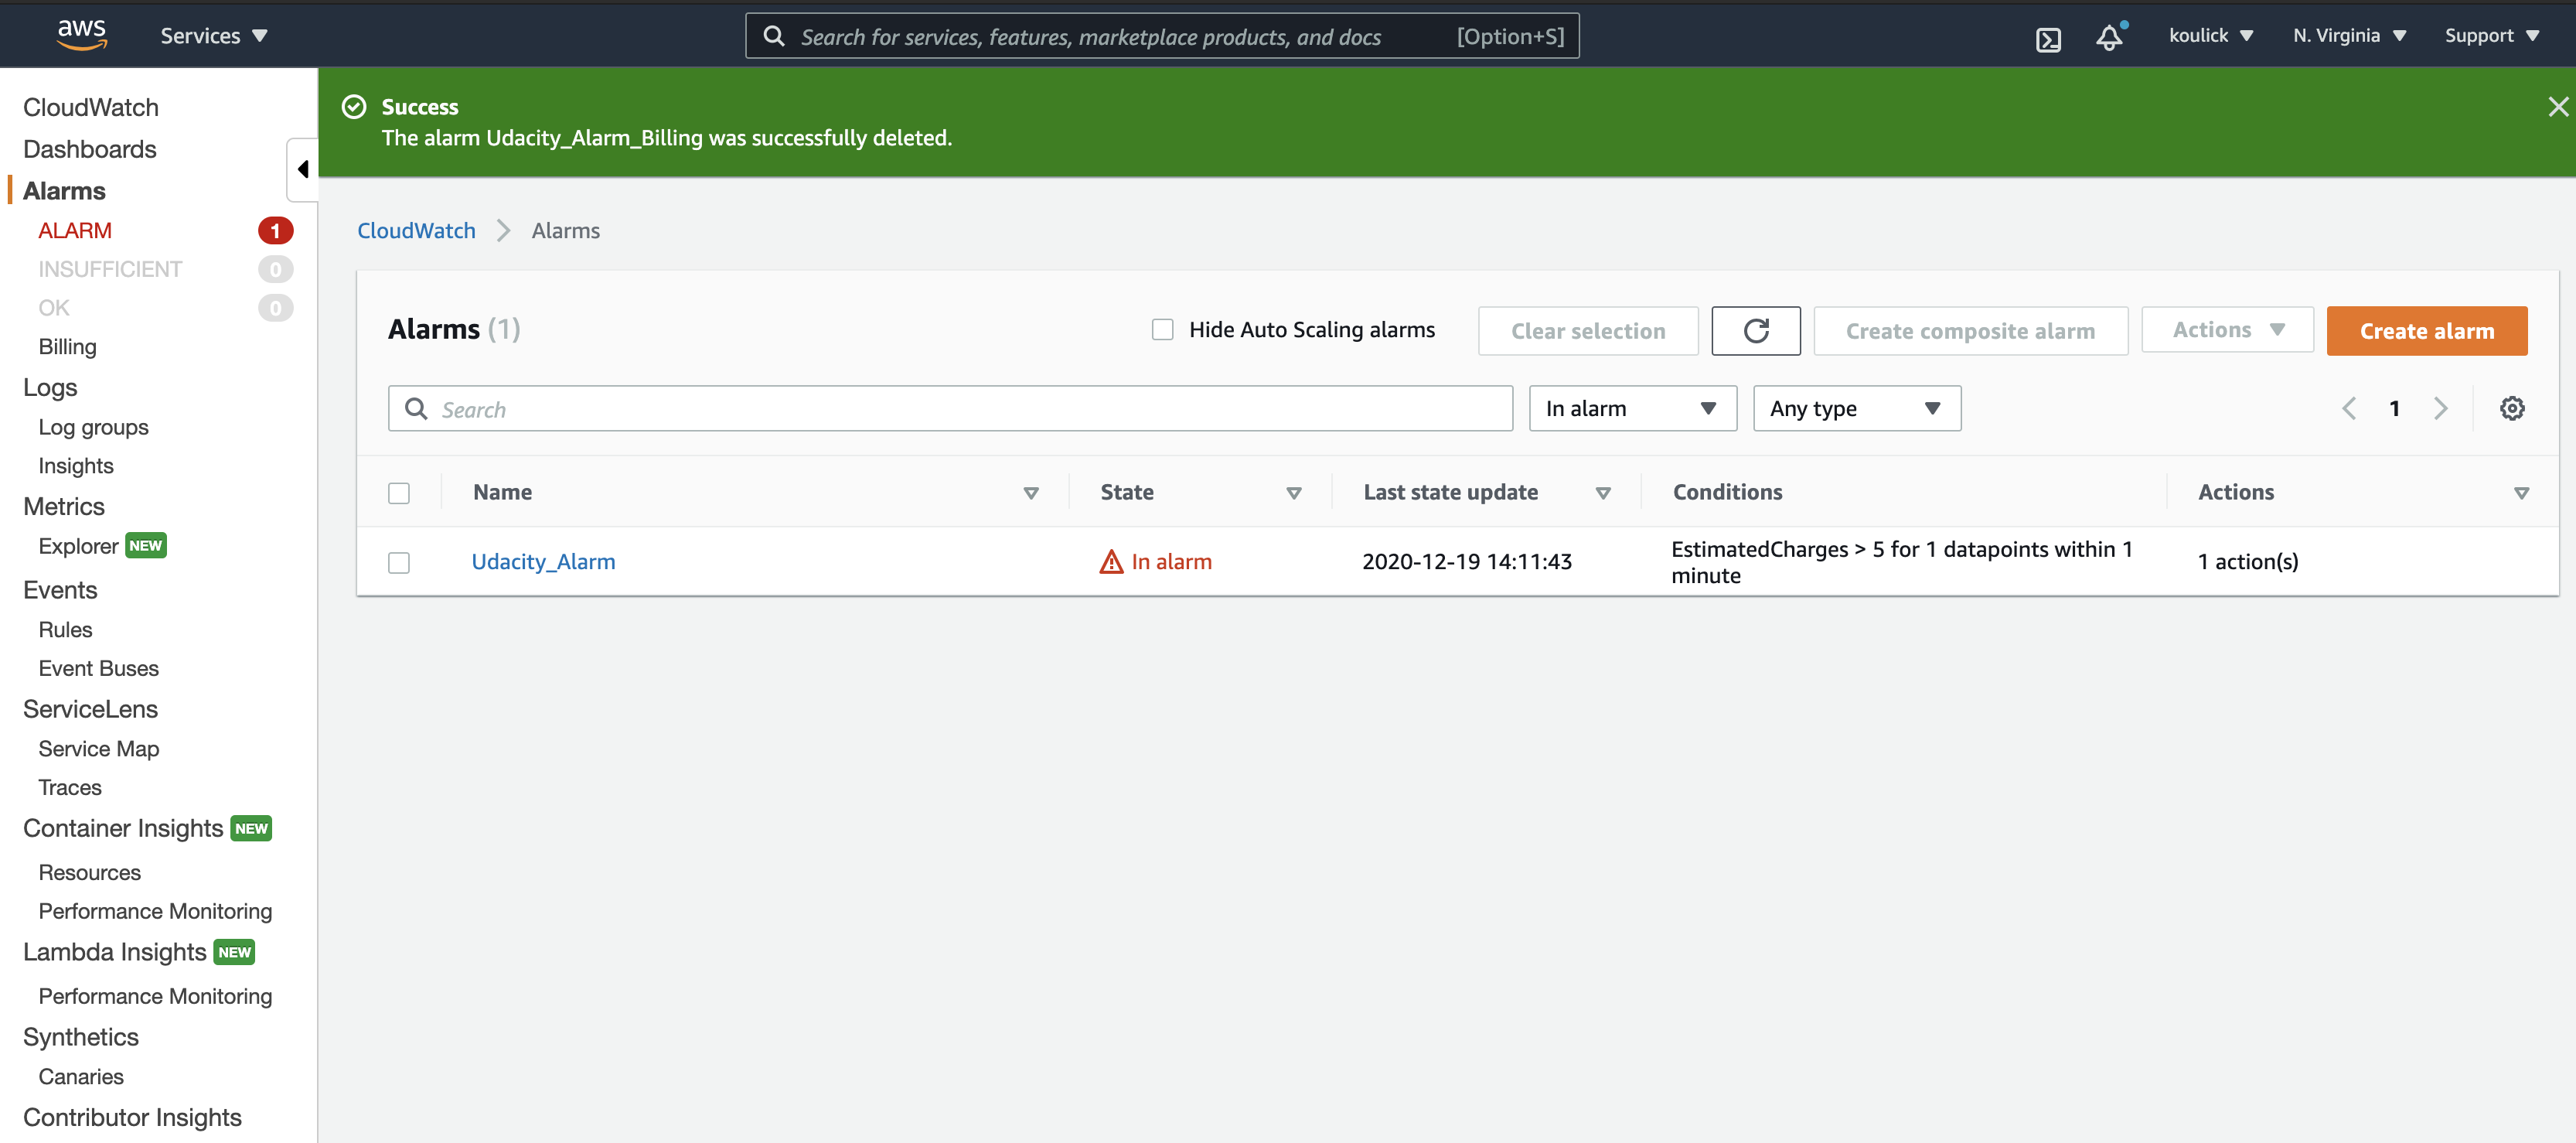 aws
Services
Search for services, features, marketplace products, and docs [Option+S]
koulick
N. Virginia
Support
CloudWatch
Dashboards
Alarms
ALARM 1
INSUFFICIENT 0
OK 0
Billing
Logs
Log groups
Insights
Metrics
Explorer NEW
Events
Rules
Event Buses
ServiceLens
Service Map
Traces
Container Insights NEW
Resources
Performance Monitoring
Lambda Insights NEW
Performance Monitoring
Synthetics
Canaries
Contributor Insights
Success
The alarm Udacity_Alarm_Billing was successfully deleted.
CloudWatch Alarms
Alarms (1)
Hide Auto Scaling alarms
Clear selection
Create composite alarm
Actions
Create alarm
Search
In alarm
Any type
1
Name State Last state update Conditions Actions
Udacity_Alarm In alarm 2020-12-19 14:11:43 EstimatedCharges > 5 for 1 datapoints within 1
minute
1 action(s)